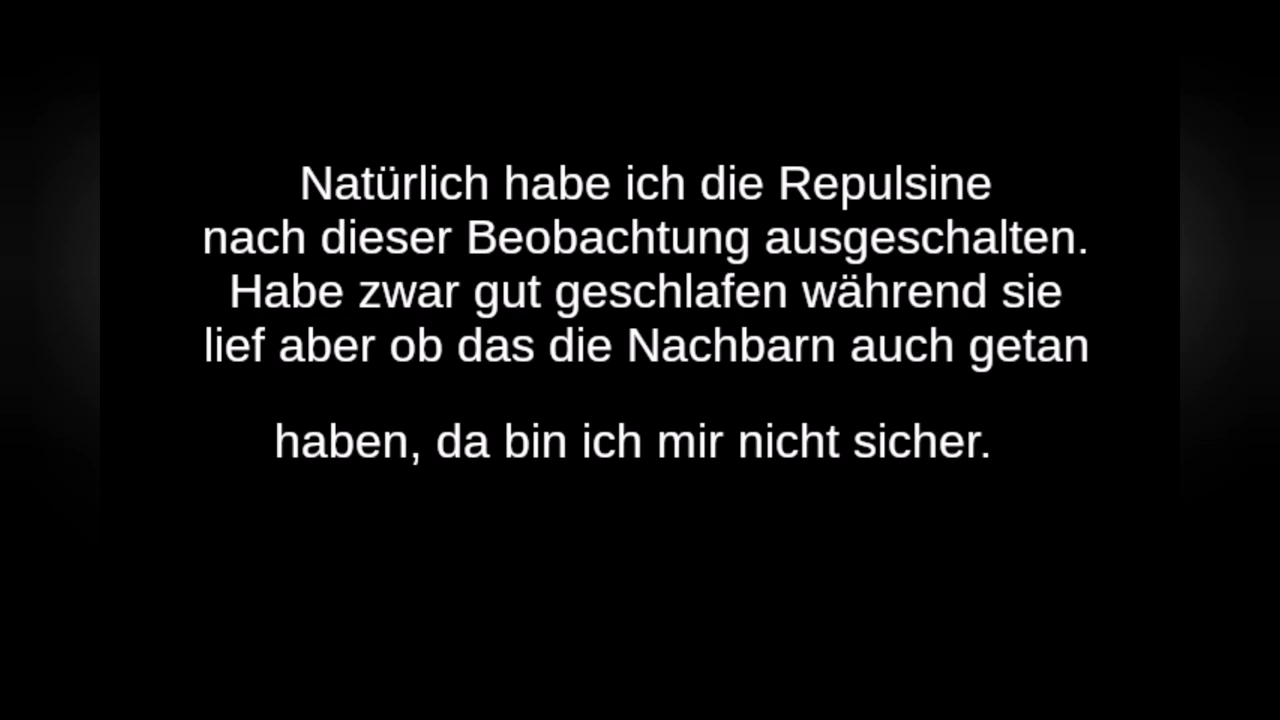 Natürlich habe ich die Repulsine
nach dieser Beobachtung ausgeschalten.
Habe zwar gut geschlafen während sie
lief aber ob das die Nachbarn auch getan
haben, da bin ich mir nicht sicher.